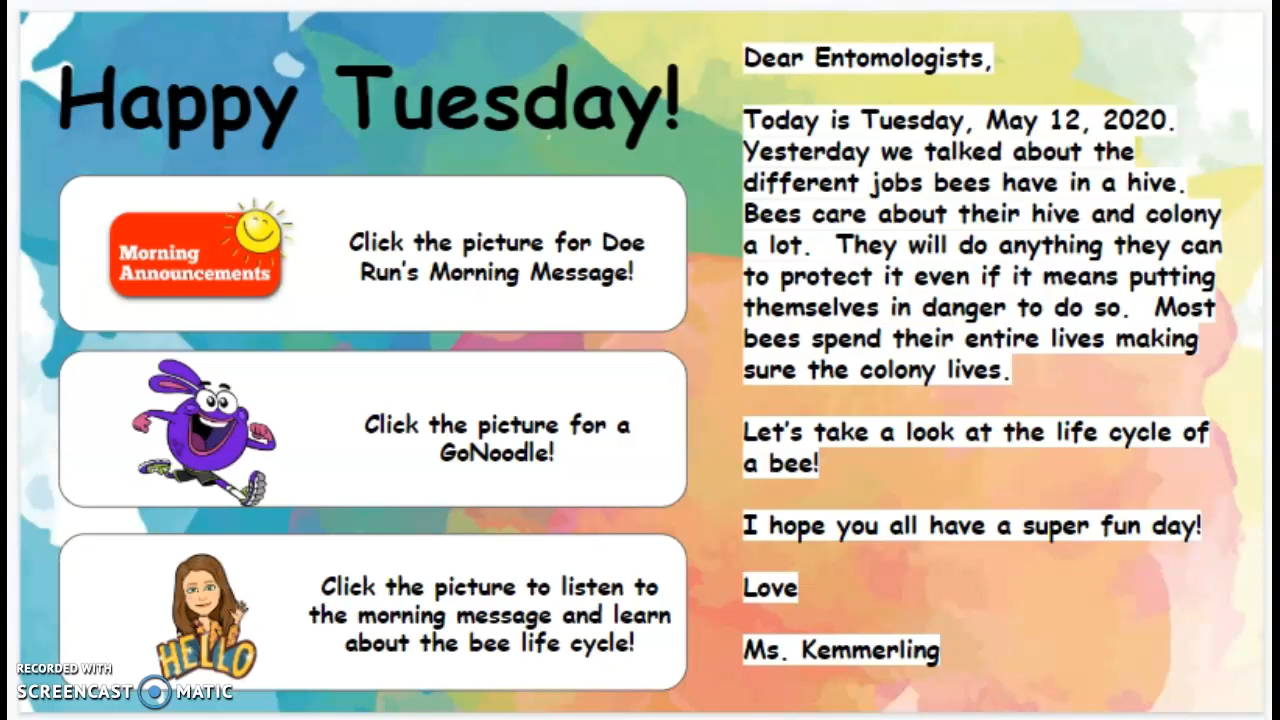 Happy Tuesday!
Morning
Announcements
Click the picture for Doe
Run's Morning Message!
Click the picture for a
GoNoodle!
HELLO
Click the picture to listen to
the morning message and learn
about the bee life cycle!
Dear Entomologists,
Today is Tuesday, May 12, 2020.
Yesterday we talked about the
different jobs bees have in a hive.
Bees care about their hive and colony
a lot.  They will do anything they can
to protect it even if it means putting
themselves in danger to do so.  Most
bees spend their entire lives making
sure the colony lives.
Let's take a look at the life cycle of
a bee!
I hope you all have a super fun day!
Love
Ms. Kemmerling
RECORDED WITH
SCREENCAST MATIC